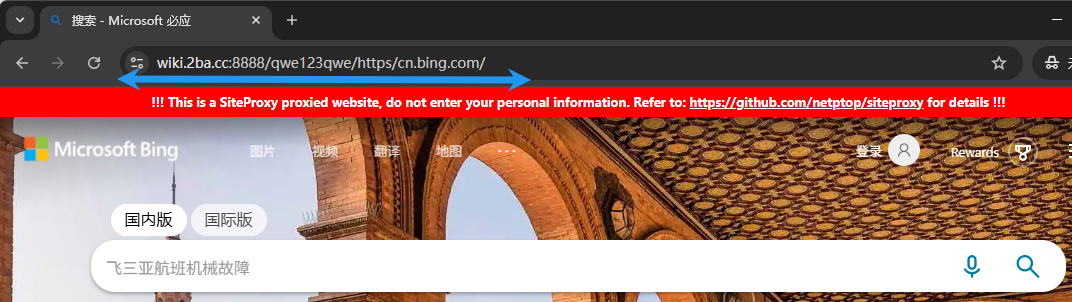 搜索 - Microsoft 必应
wiki.2ba.cc:8888/qwe123qwe/https/cn.bing.com/
!!! This is a SiteProxy proxied website, do not enter your personal information. Refer to: https://github.com/netptop/siteproxy for details !!!
Microsoft Bing 图片 视频 翻译 地图 ... 登录 Rewards
国内版 国际版
飞三亚航班机械故障